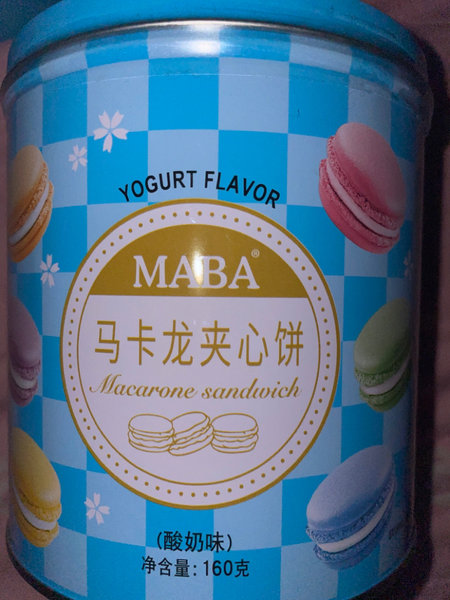 YOGURT FLAVOR
MABA®
马卡龙夹心饼
Macarone sandwich
(酸奶味)
净含量:160克